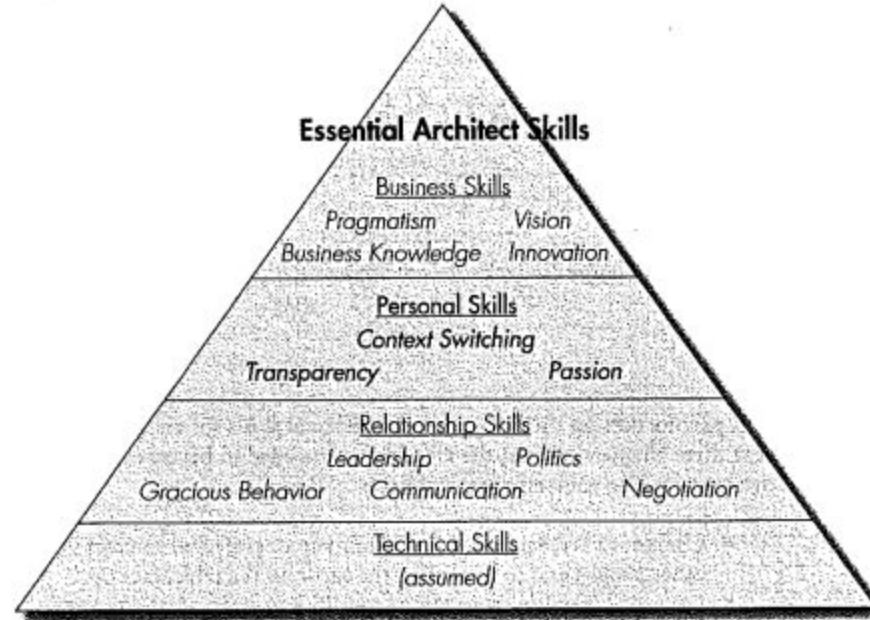 Essential Architect Skills
Business Skills
Pragmatism Vision
Business Knowledge Innovation
Personal Skills
Context Switching
Transparency Passion
Relationship Skills
Leadership Politics
Gracious Behavior Communication Negotiation
Technical Skills
(assumed)